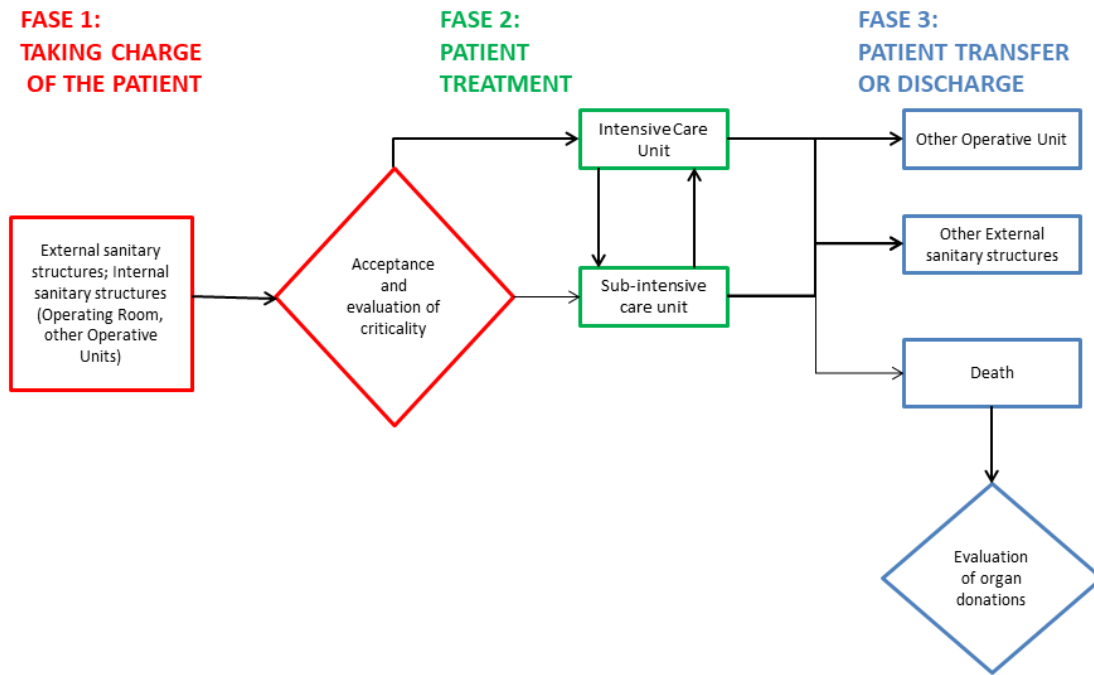 FASE 1:
TAKING CHARGE
OF THE PATIENT
FASE 2:
PATIENT
TREATMENT
FASE 3:
PATIENT TRANSFER
OR DISCHARGE
External sanitary
structures; Internal
sanitary structures
(Operating Room,
other Operative
Units)
Acceptance
and
evaluation of
criticality
Intensive Care
Unit
Sub-intensive
care unit
Other Operative Unit
Other External
sanitary structures
Death
Evaluation
of organ
donations